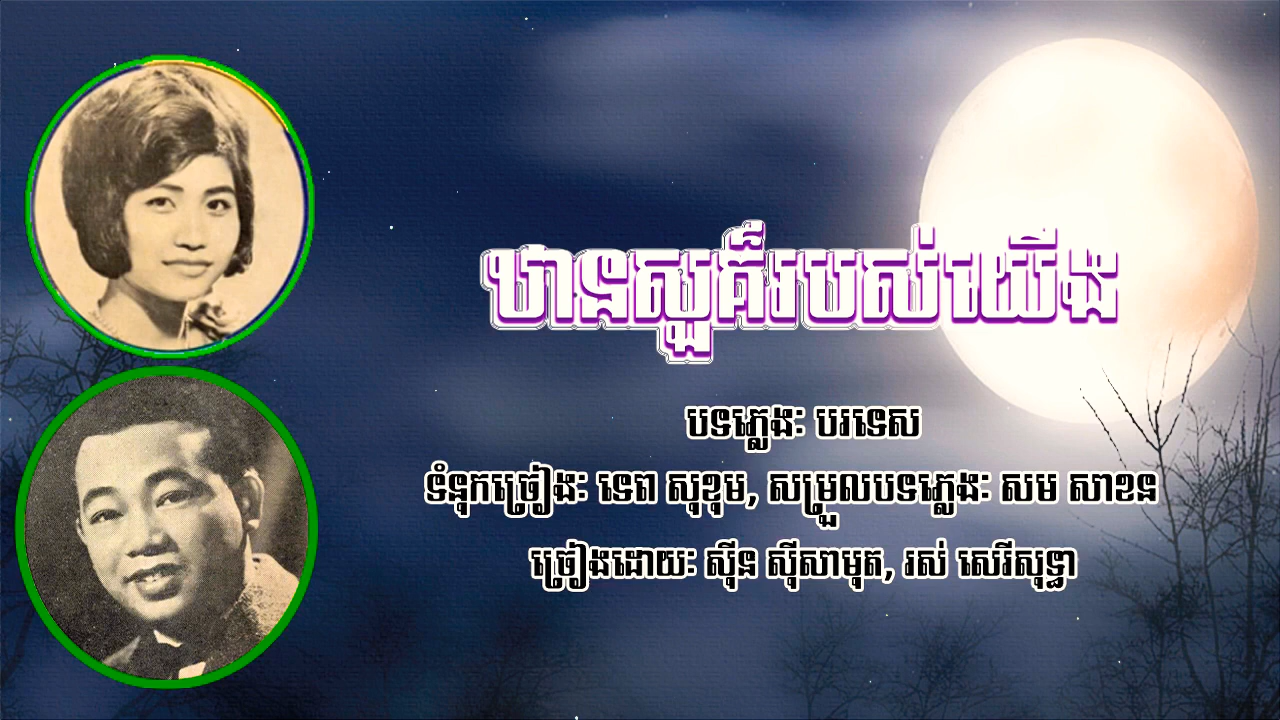 ឋានសួគ៌របស់យើង
បទភ្លេង: បរទេស
ទំនុកច្រៀង: ទេព សុខុម, សម្រួលបទភ្លេង: សម សាខន
ច្រៀងដោយ: ស៊ីន ស៊ីសាមុត, រស់ សេរីសុទ្ធា